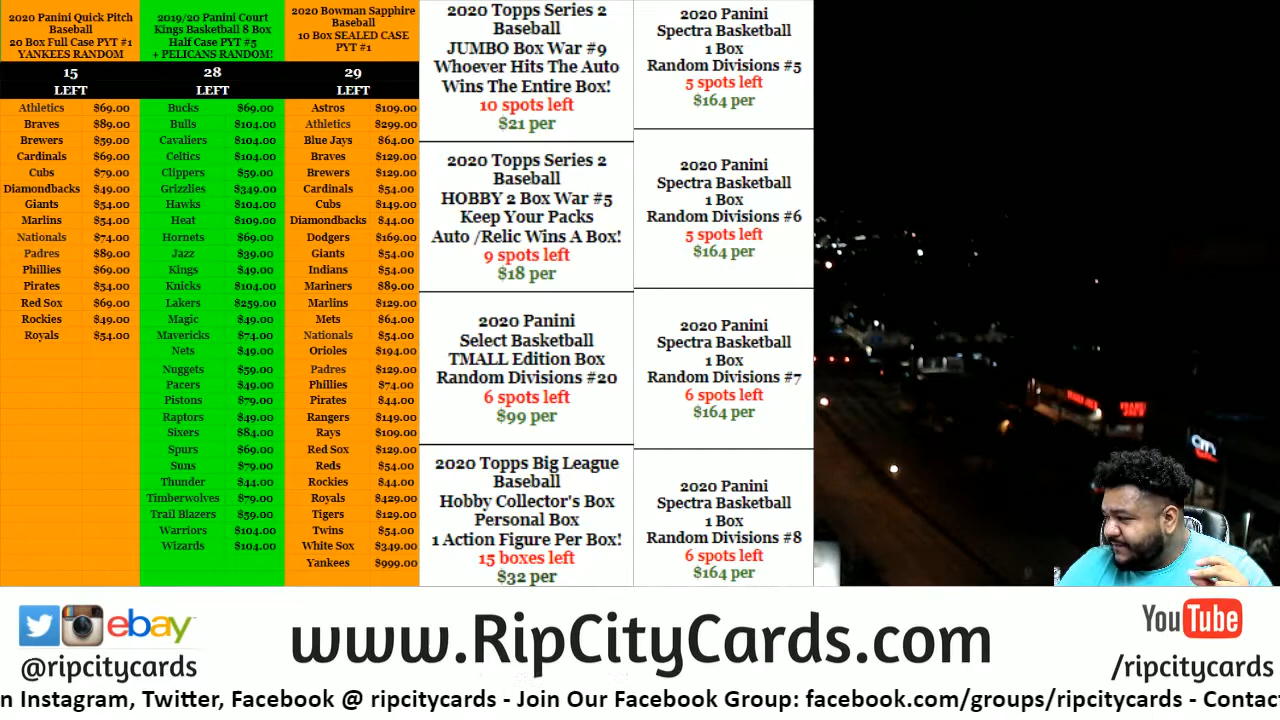 2020 Panini Quick Pitch
Baseball
20 Box Full Case PYT #1
YANKEES RANDOM
15
LEFT
Athletics $69.00
Braves $89.00
Brewers $59.00
Cardinals $69.00
Cubs $79.00
Diamondbacks $49.00
Giants $54.00
Marlins $54.00
Nationals $74.00
Padres $89.00
Phillies $69.00
Pirates $54.00
Red Sox $69.00
Rockies $49.00
Royals $54.00
2019/20 Panini Court
Kings Basketball 8 Box
Half Case PYT #5
+ PELICANS RANDOM!
28
LEFT
Bucks $69.00
Bulls $104.00
Cavaliers $104.00
Celtics $104.00
Clippers $59.00
Grizzlies $349.00
Hawks $104.00
Heat $109.00
Hornets $69.00
Jazz $39.00
Kings $49.00
Knicks $104.00
Lakers $259.00
Magic $49.00
Mavericks $74.00
Nets $49.00
Nuggets $59.00
Pacers $49.00
Pistons $79.00
Raptors $49.00
Sixers $84.00
Spurs $69.00
Suns $79.00
Thunder $44.00
Timberwolves $79.00
Trail Blazers $59.00
Warriors $104.00
Wizards $104.00
2020 Bowman Sapphire
Baseball
10 Box SEALED CASE
PYT #1
29
LEFT
Astros $109.00
Athletics $299.00
Blue Jays $64.00
Braves $129.00
Brewers $129.00
Cardinals $54.00
Cubs $149.00
Diamondbacks $44.00
Dodgers $169.00
Giants $54.00
Indians $54.00
Mariners $89.00
Marlins $129.00
Mets $64.00
Nationals $54.00
Orioles $194.00
Padres $129.00
Phillies $74.00
Pirates $44.00
Rangers $149.00
Rays $109.00
Red Sox $129.00
Reds $54.00
Rockies $44.00
Royals $429.00
Tigers $129.00
Twins $54.00
White Sox $349.00
Yankees $999.00
2020 Topps Series 2
Baseball
JUMBO Box War #9
Whoever Hits The Auto
Wins The Entire Box!
10 spots left
$21 per
2020 Topps Series 2
Baseball
HOBBY 2 Box War #5
Keep Your Packs
Auto /Relic Wins A Box!
9 spots left
$18 per
2020 Panini
Select Basketball
TMALL Edition Box
Random Divisions #20
6 spots left
$99 per
2020 Topps Big League
Baseball
Hobby Collector's Box
Personal Box
1 Action Figure Per Box!
15 boxes left
$32 per
2020 Panini
Spectra Basketball
1 Box
Random Divisions #5
5 spots left
$164 per
2020 Panini
Spectra Basketball
1 Box
Random Divisions #6
5 spots left
$164 per
2020 Panini
Spectra Basketball
1 Box
Random Divisions #7
6 spots left
$164 per
2020 Panini
Spectra Basketball
1 Box
Random Divisions #8
6 spots left
$164 per
ebay
@ripcitycards
www.RipCityCards.com
YouTube
/ripcitycards
n Instagram, Twitter, Facebook @ ripcitycards - Join Our Facebook Group: facebook.com/groups/ripcitycards - Contac